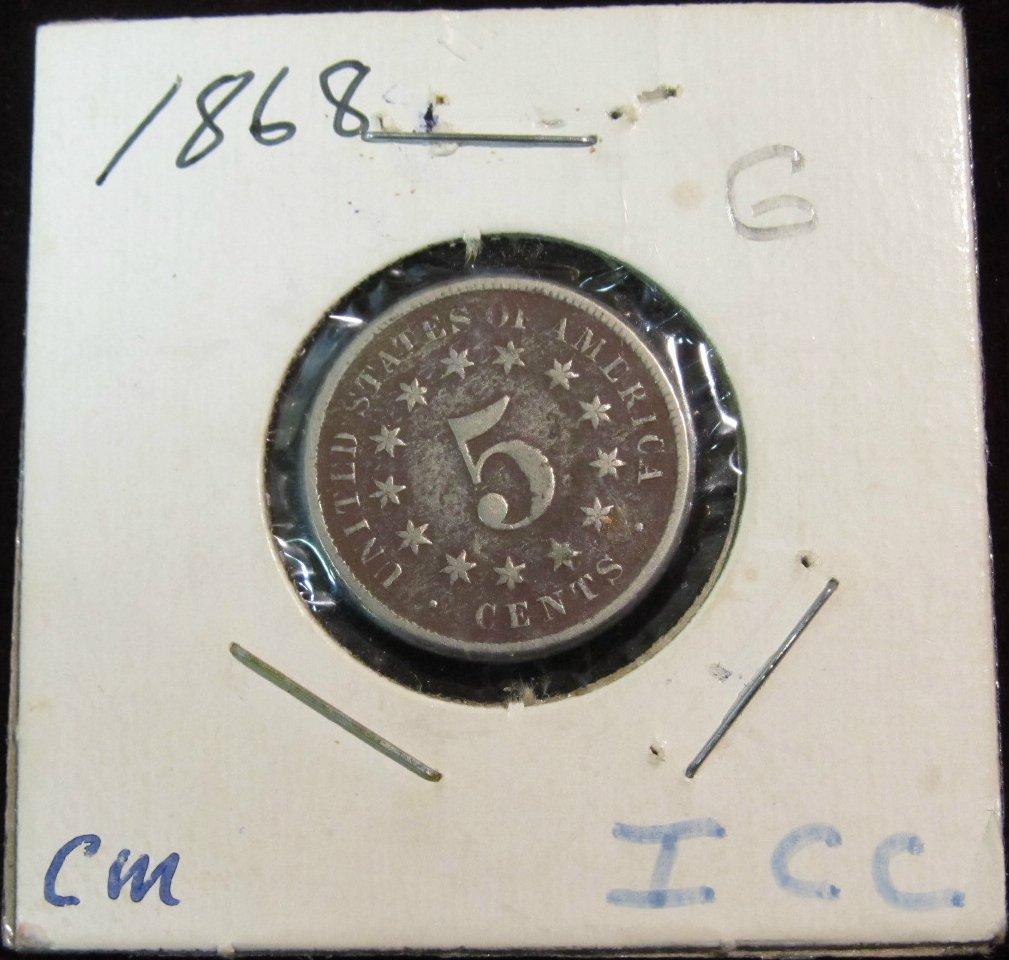 1868
G
UNITED STATES OF AMERICA
5
CENTS
CM
ICC